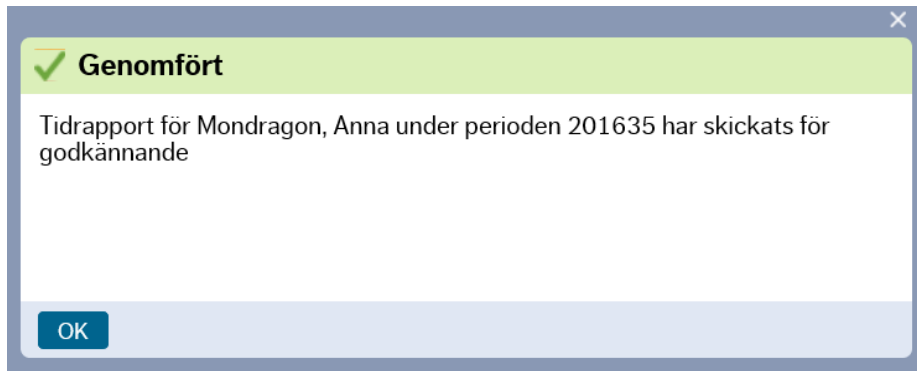 Genomfört
Tidrapport för Mondragon, Anna under perioden 201635 har skickats för
godkännande
OK